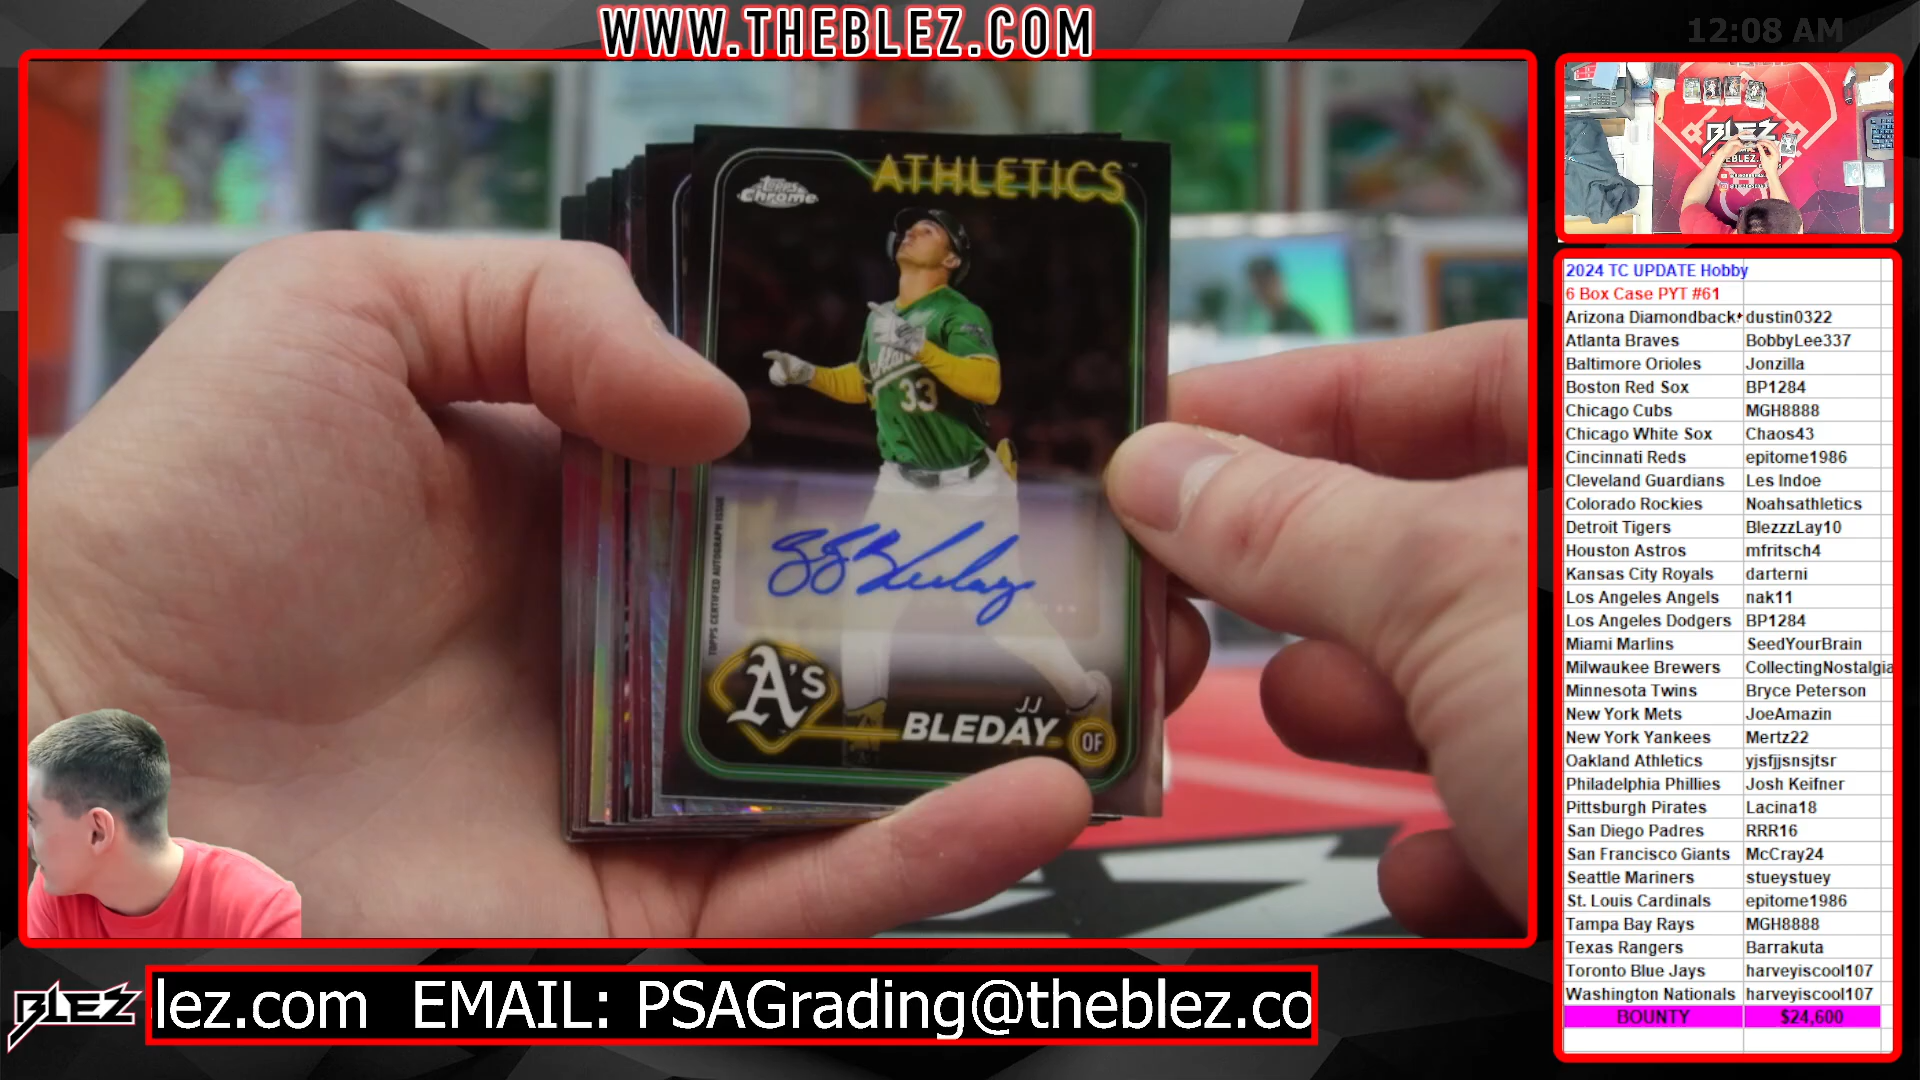 WWW.THEBLEZ.COM
12:08 AM
ATHLETICS
Topps
Chrome
33
TOPPS CERTIFIED AUTOGRAPH ISSUE
JJ Bleday
A's
JJ
BLEDAY
OF
BLEZ
THEBLEZ.COM
2024 TC UPDATE Hobby
6 Box Case PYT #61
Arizona Diamondback dustin0322
Atlanta Braves BobbyLee337
Baltimore Orioles Jonzilla
Boston Red Sox BP1284
Chicago Cubs MGH8888
Chicago White Sox Chaos43
Cincinnati Reds epitome1986
Cleveland Guardians Les Indoe
Colorado Rockies Noahsathletics
Detroit Tigers BlezzzLay10
Houston Astros mfritsch4
Kansas City Royals darterni
Los Angeles Angels nak11
Los Angeles Dodgers BP1284
Miami Marlins SeedYourBrain
Milwaukee Brewers CollectingNostalgia
Minnesota Twins Bryce Peterson
New York Mets JoeAmazin
New York Yankees Mertz22
Oakland Athletics yjsfjjsnsjtsr
Philadelphia Phillies Josh Keifner
Pittsburgh Pirates Lacina18
San Diego Padres RRR16
San Francisco Giants McCray24
Seattle Mariners stueystuey
St. Louis Cardinals epitome1986
Tampa Bay Rays MGH8888
Texas Rangers Barrakuta
Toronto Blue Jays harveyiscool107
Washington Nationals harveyiscool107
BOUNTY $24,600
BLEZ
lez.com EMAIL: PSAGrading@theblez.co